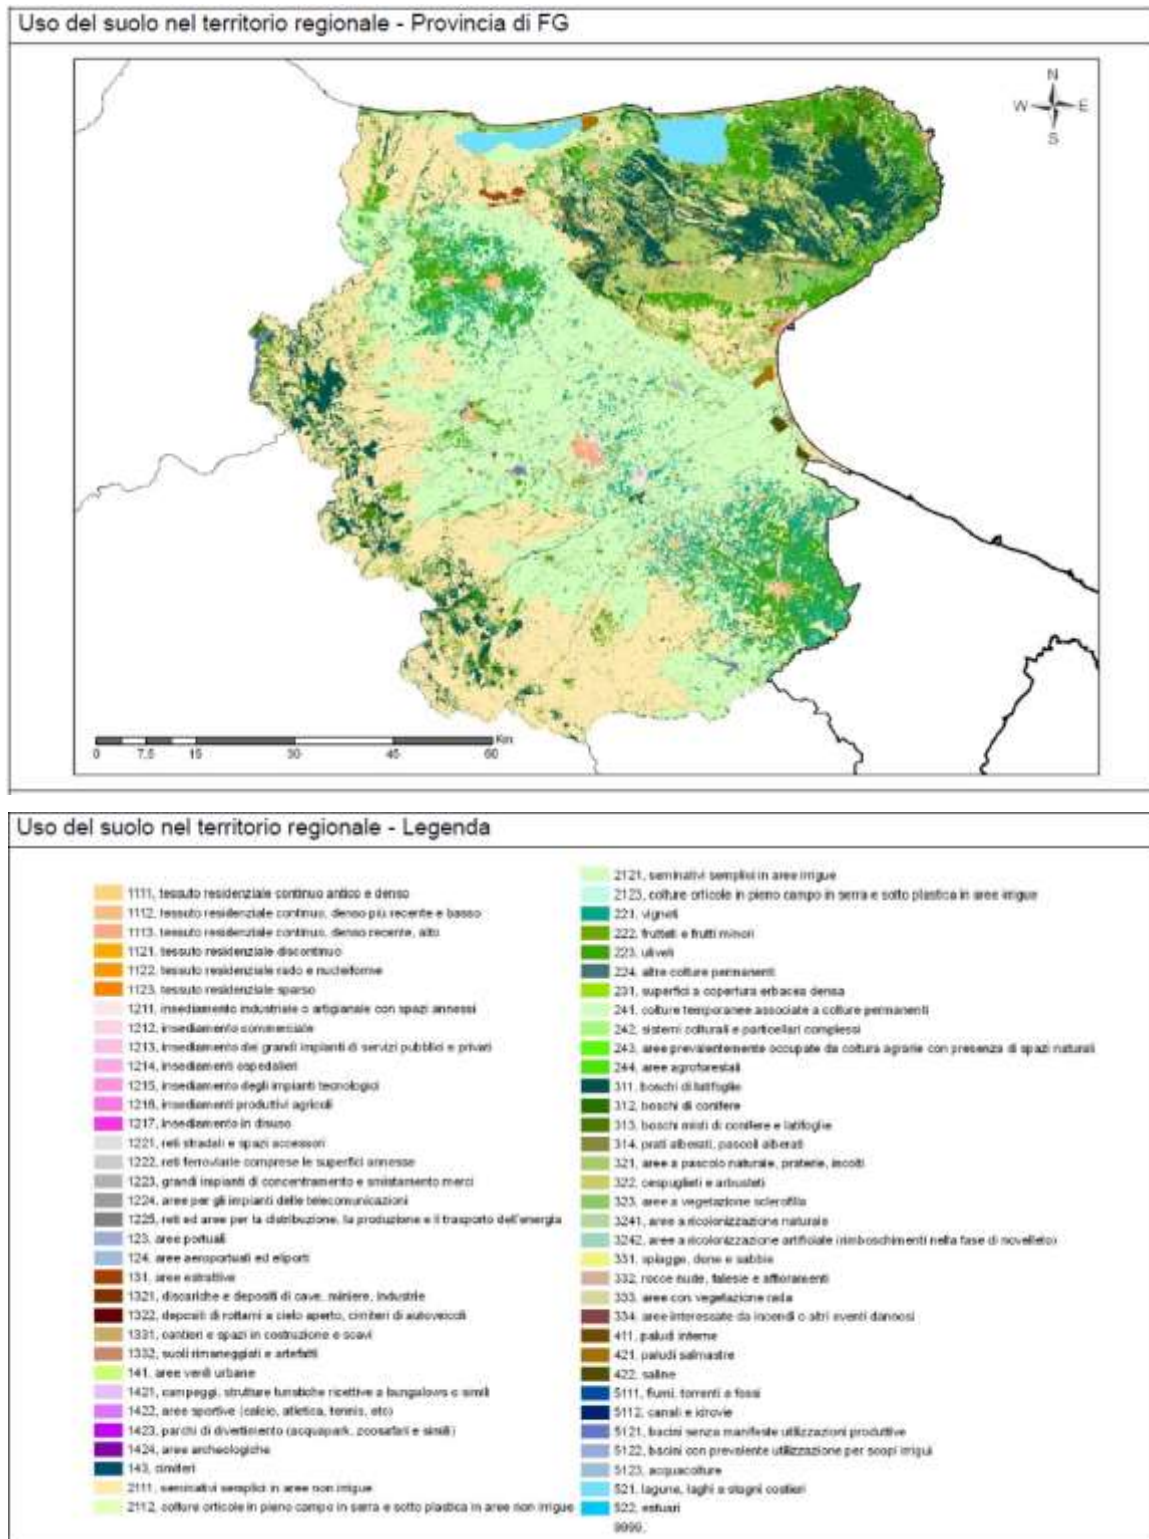 Uso del suolo nel territorio regionale - Provincia di FG
N
W E
S
Km
0 7.5 15 30 45 60
Uso del suolo nel territorio regionale - Legenda
1111, tessuto residenziale continuo antico e denso
1112, tessuto residenziale continuo, denso più recente e basso
1113, tessuto residenziale continuo, denso recente, alto
1121, tessuto residenziale discontinuo
1122, tessuto residenziale rado e nucleiforme
1123, tessuto residenziale sparso
1211, insediamento industriale o artigianale con spazi annessi
1212, insediamento commerciale
1213, insediamento dei grandi impianti di servizi pubblici e privati
1214, insediamenti ospedalieri
1215, insediamento degli impianti tecnologici
1216, insediamenti produttivi agricoli
1217, insediamento in disuso
1221, reti stradali e spazi accessori
1222, reti ferroviarie comprese le superfici annesse
1223, grandi impianti di concentramento e smistamento merci
1224, aree per gli impianti delle telecomunicazioni
1225, reti ed aree per la distribuzione, la produzione e il trasporto dell'energia
123, aree portuali
124, aree aeroportuali ed eliporti
131, aree estrattive
1321, discariche e depositi di cave, miniere, industrie
1322, depositi di rottami a cielo aperto, cimiteri di autoveicoli
1331, cantieri e spazi in costruzione e scavi
1332, suoli rimaneggiati e artefatti
141, aree verdi urbane
1421, campeggi, strutture turistiche ricettive a bungalows o simili
1422, aree sportive (calcio, atletica, tennis, etc)
1423, parchi di divertimento (acquapark, zoosafari e simili)
1424, aree archeologiche
143, cimiteri
2111, seminativi semplici in aree non irrigue
2112, colture orticole in pieno campo in serra e sotto plastica in aree non irrigue
2121, seminativi semplici in aree irrigue
2123, colture orticole in pieno campo in serra e sotto plastica in aree irrigue
221, vigneti
222, frutteti e frutti minori
223, uliveti
224, altre colture permanenti
231, superfici a copertura erbacea densa
241, colture temporanee associate a colture permanenti
242, sistemi colturali e particellari complessi
243, aree prevalentemente occupate da coltura agrarie con presenza di spazi naturali
244, aree agroforestali
311, boschi di latifoglie
312, boschi di conifere
313, boschi misti di conifere e latifoglie
314, prati alberati, pascoli alberati
321, aree a pascolo naturale, praterie, incolti
322, cespuglieti e arbusteti
323, aree a vegetazione sclerofilla
3241, aree a ricolonizzazione naturale
3242, aree a ricolonizzazione artificiale (rimboschimenti nella fase di novelleto)
331, spiagge, dune e sabbie
332, rocce nude, falesie e affioramenti
333, aree con vegetazione rada
334, aree interessate da incendi o altri eventi dannosi
411, paludi interne
421, paludi salmastre
422, saline
5111, fiumi, torrenti e fossi
5112, canali e idrovie
5121, bacini senza manifeste utilizzazioni produttive
5122, bacini con prevalente utilizzazione per scopi irrigui
5123, acquacolture
521, lagune, laghi e stagni costieri
522, estuari
9999,